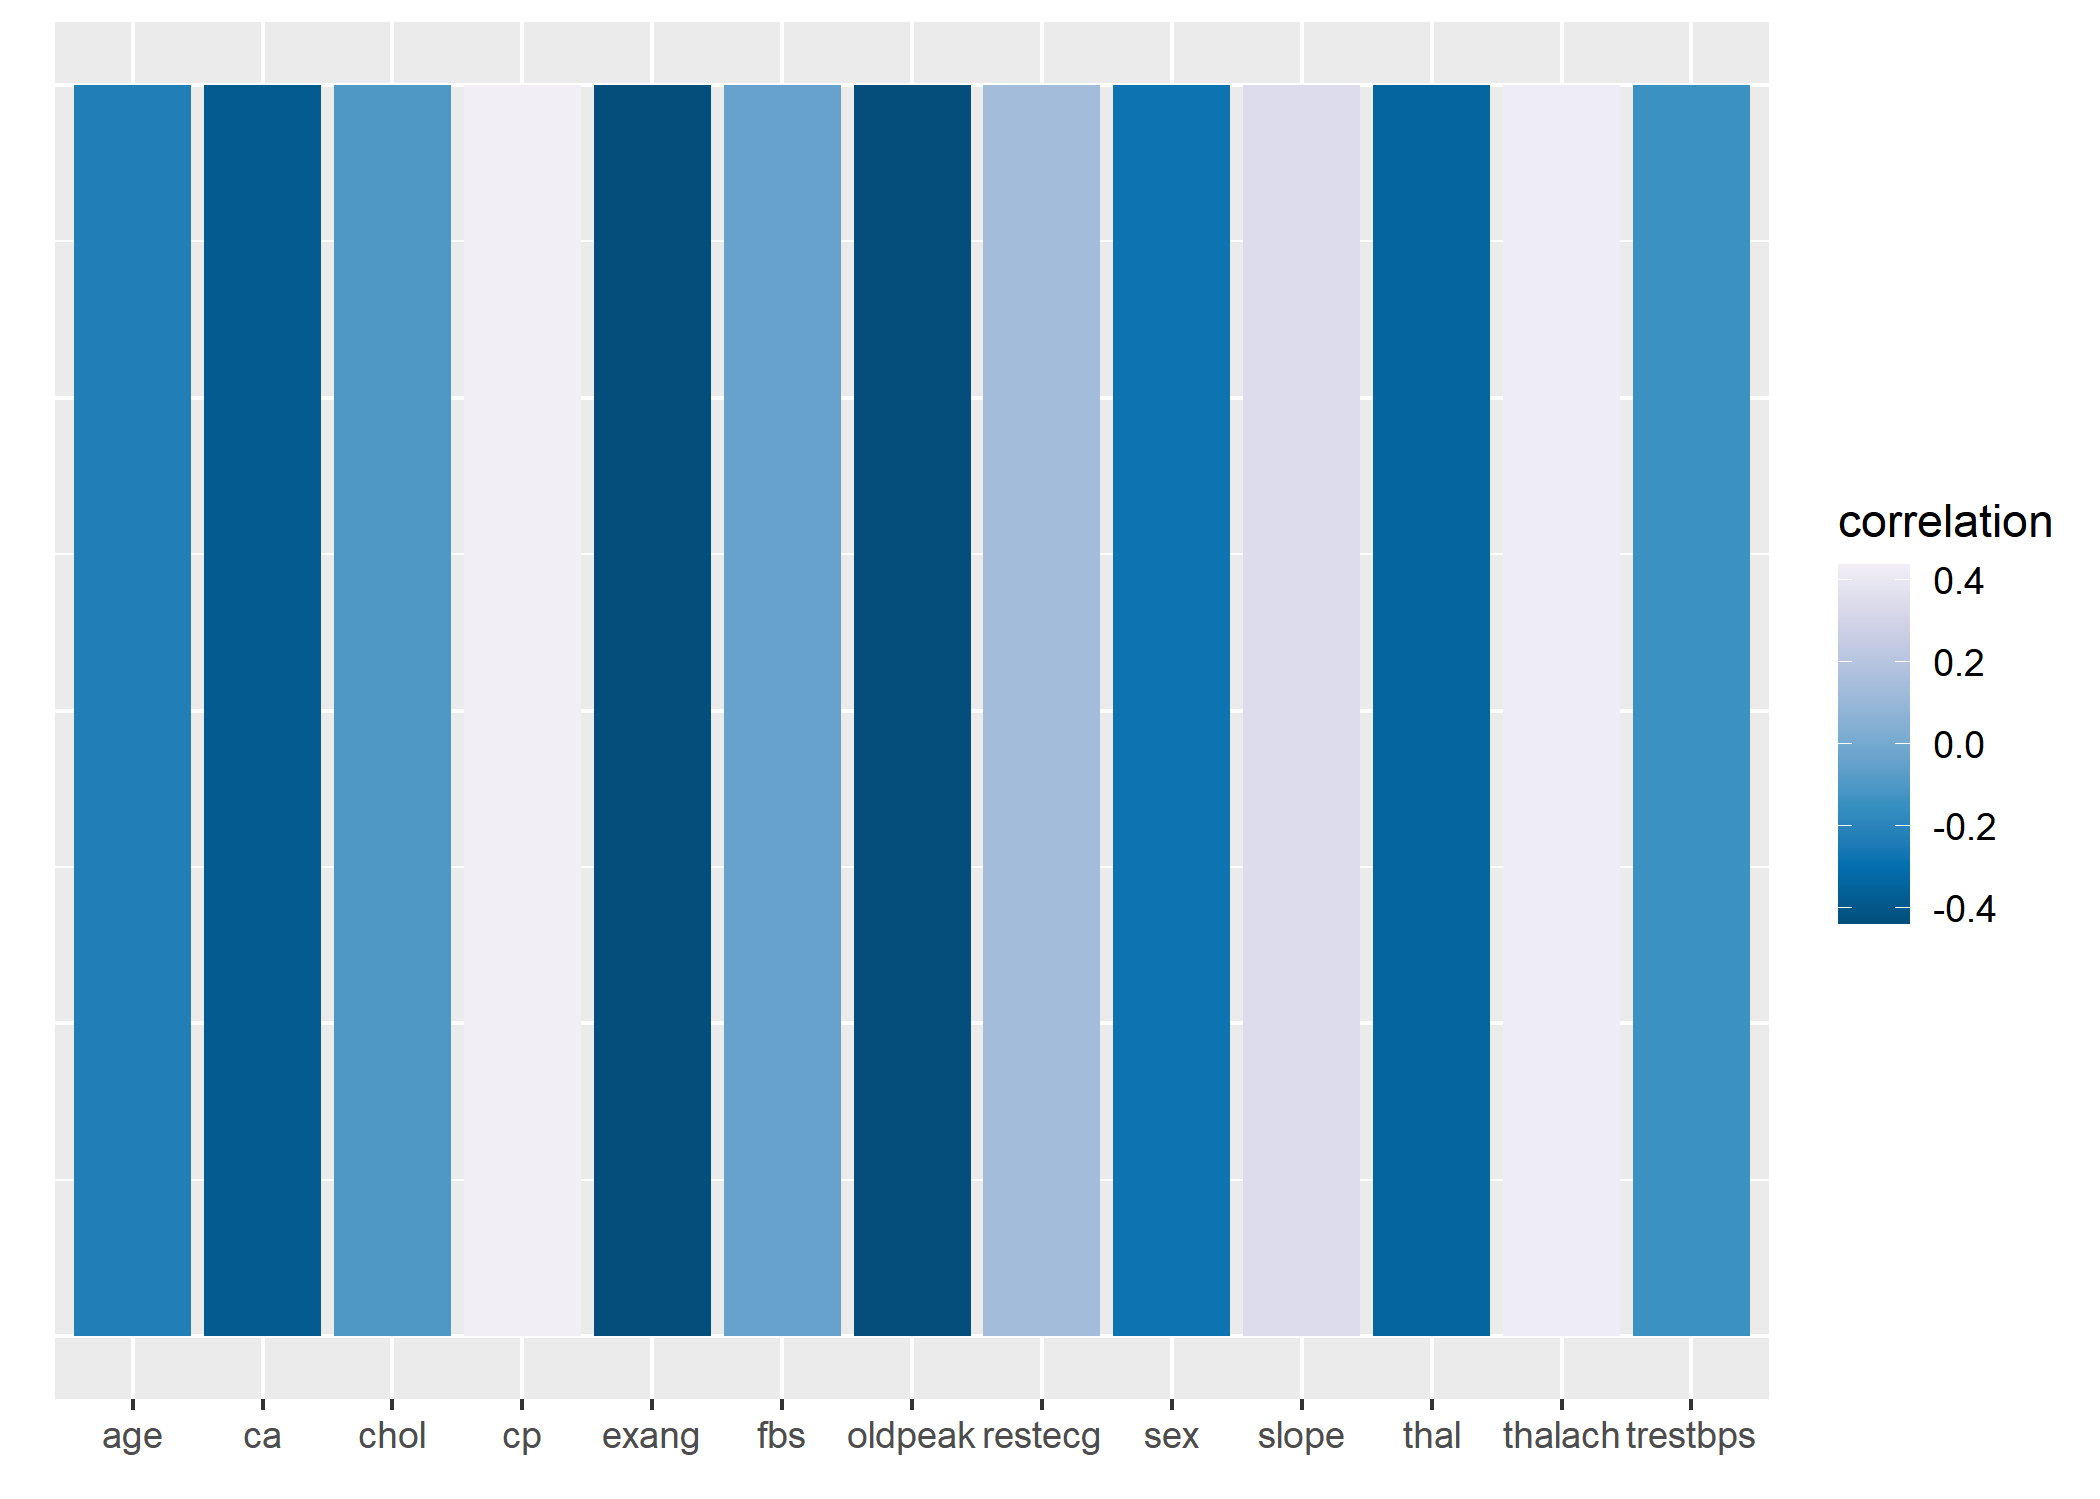 correlation
0.4
0.2
0.0
-0.2
-0.4
age ca chol cp exang fbs oldpeak restecg sex slope thal thalach trestbps